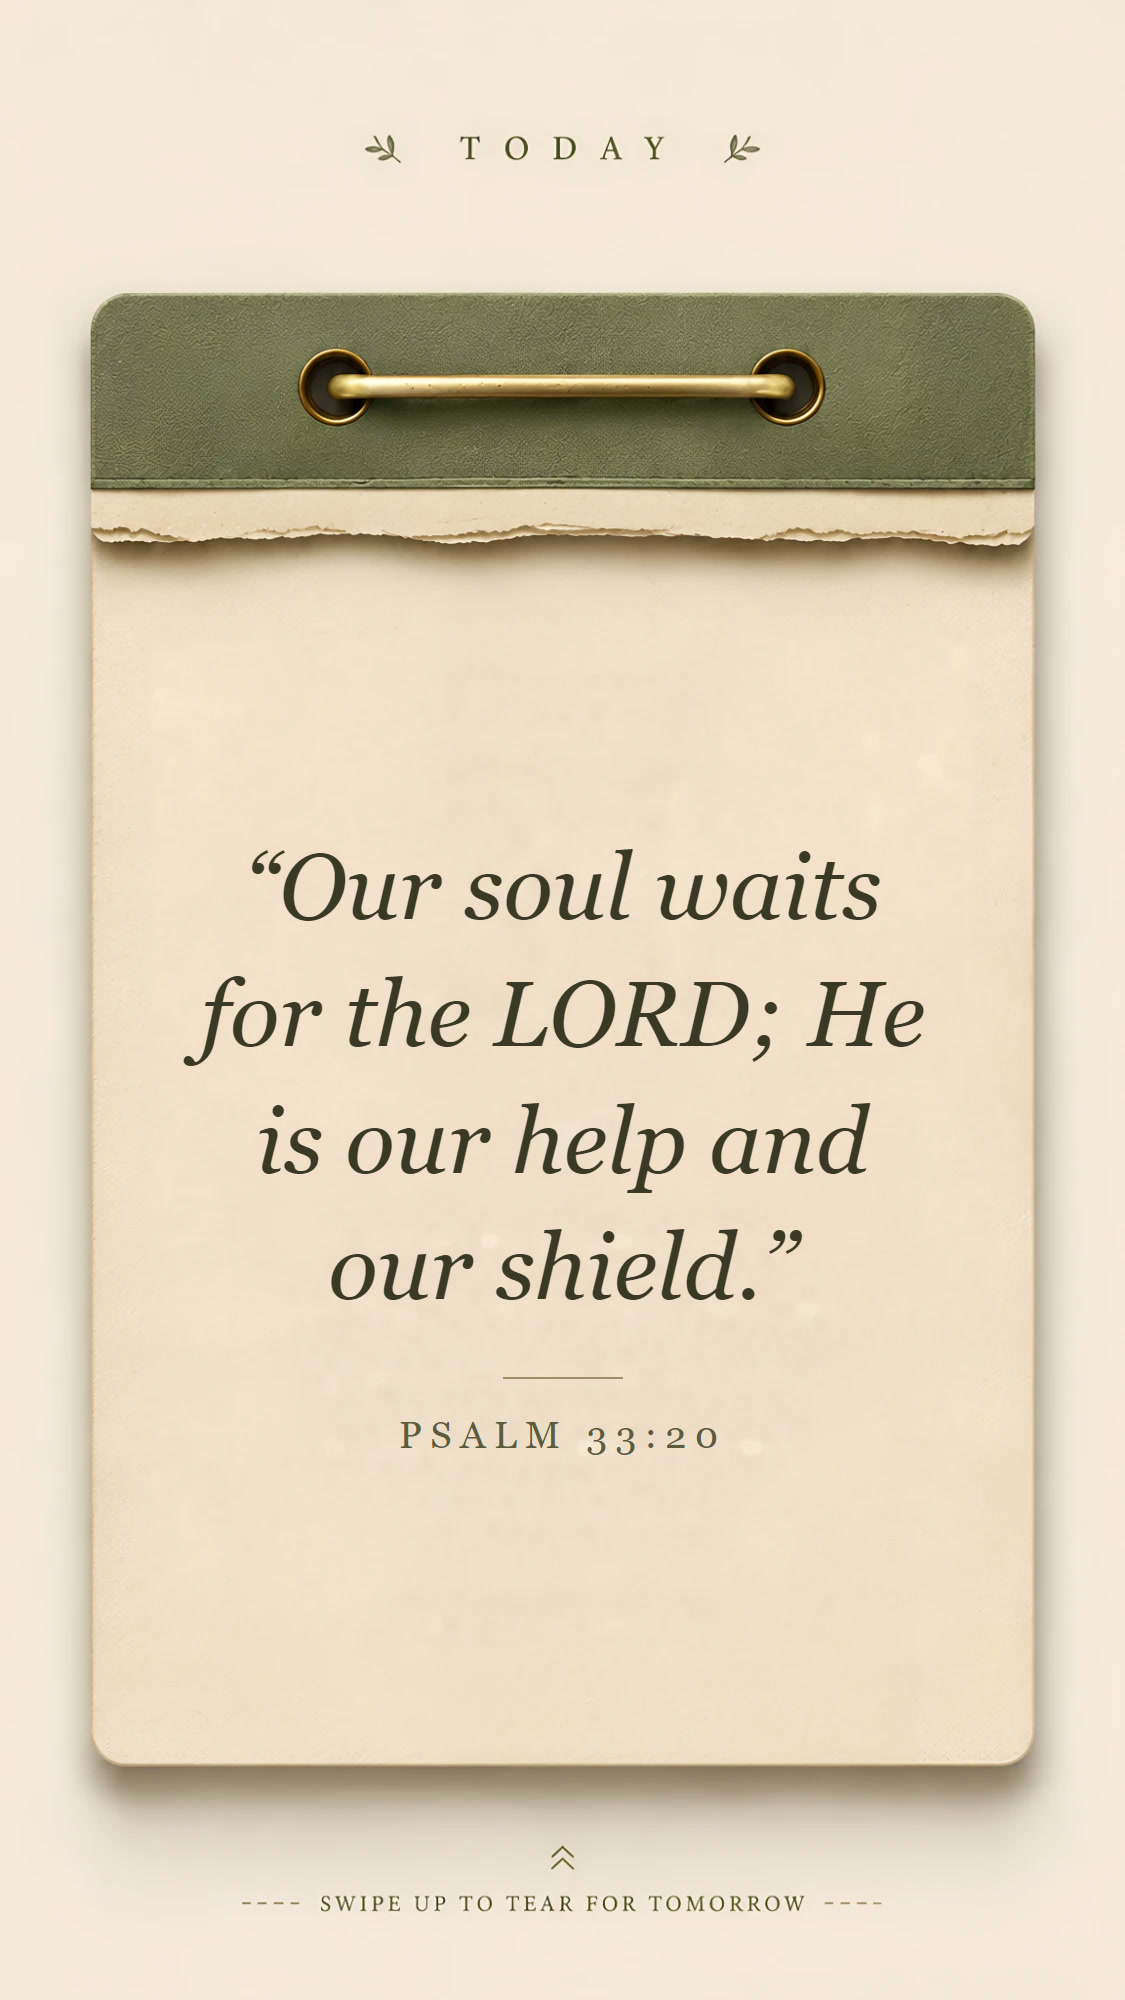 TODAY
“Our soul waits
for the LORD; He
is our help and
our shield.”
PSALM 33:20
SWIPE UP TO TEAR FOR TOMORROW